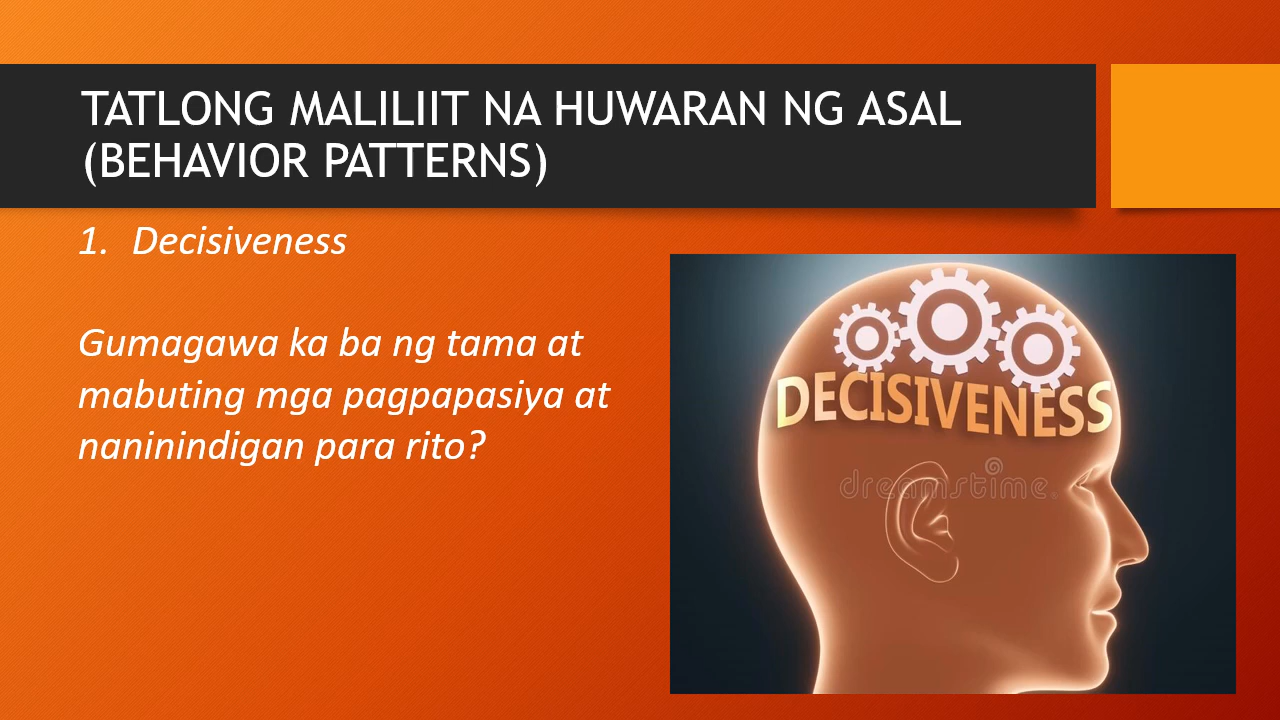 TATLONG MALILIIT NA HUWARAN NG ASAL
(BEHAVIOR PATTERNS)
1. Decisiveness
Gumagawa ka ba ng tama at
mabuting mga pagpapasiya at
naninindigan para rito?
DECISIVENESS
dreamstime.